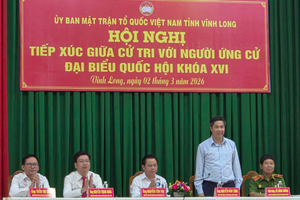 ỦY BAN MẶT TRẬN TỔ QUỐC VIỆT NAM TỈNH VĨNH LONG
HỘI NGHỊ
TIẾP XÚC GIỮA CỬ TRI VỚI NGƯỜI ỨNG CỬ
ĐẠI BIỂU QUỐC HỘI KHÓA XVI
Vĩnh Long, ngày 02 tháng 3 năm 2026